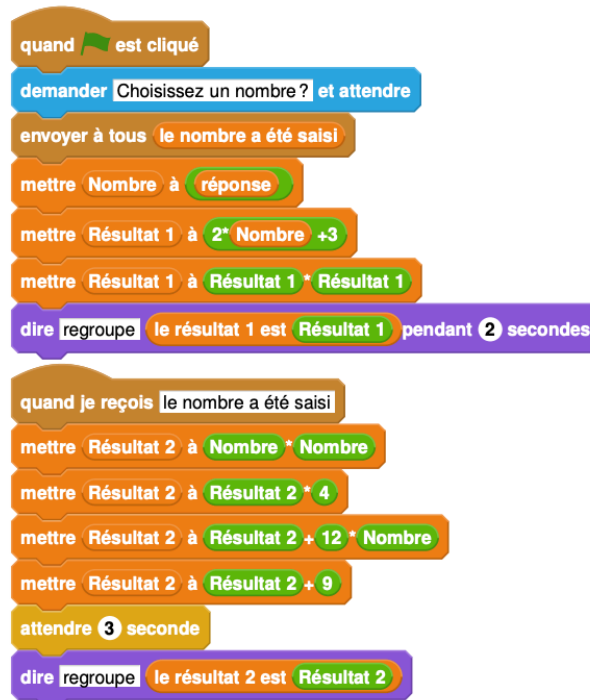 quand est cliqué
demander Choisissez un nombre ? et attendre
envoyer à tous le nombre a été saisi
mettre Nombre à réponse
mettre Résultat 1 à 2* Nombre +3
mettre Résultat 1 à Résultat 1 * Résultat 1
dire regroupe le résultat 1 est Résultat 1 pendant 2 secondes
quand je reçois le nombre a été saisi
mettre Résultat 2 à Nombre * Nombre
mettre Résultat 2 à Résultat 2 * 4
mettre Résultat 2 à Résultat 2 + 12 * Nombre
mettre Résultat 2 à Résultat 2 + 9
attendre 3 seconde
dire regroupe le résultat 2 est Résultat 2